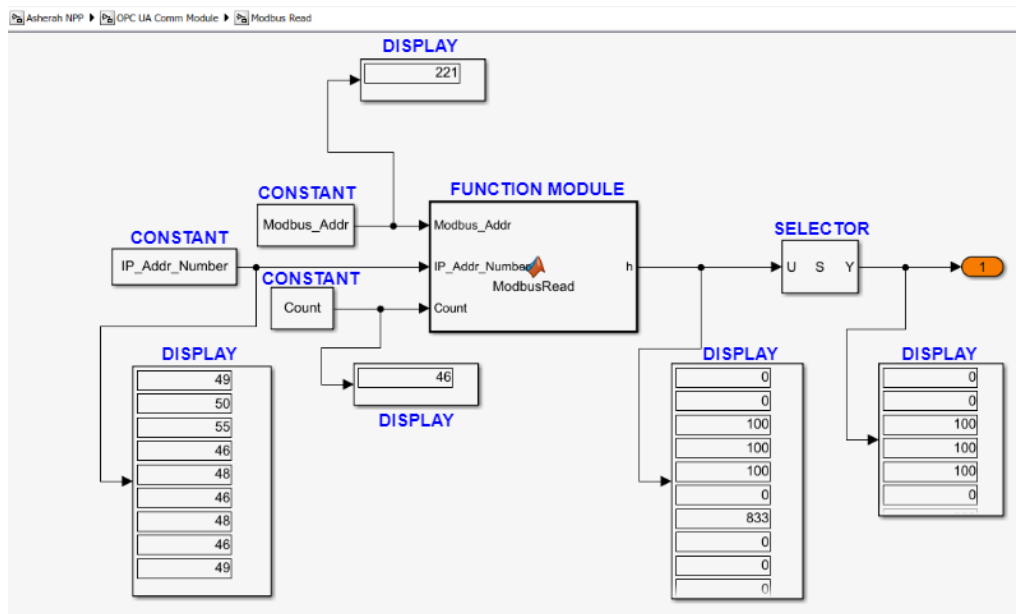 Asherah NPP ▶ OPC UA Comm Module ▶ Modbus Read
DISPLAY
221
CONSTANT
Modbus_Addr
FUNCTION MODULE
Modbus_Addr
IP_Addr_Number
Count
h
ModbusRead
CONSTANT
IP_Addr_Number
CONSTANT
Count
SELECTOR
U S Y
1
DISPLAY
49
50
55
46
48
46
48
46
49
46
DISPLAY
DISPLAY
0
0
100
100
100
0
833
0
0
0
DISPLAY
0
0
100
100
100
0